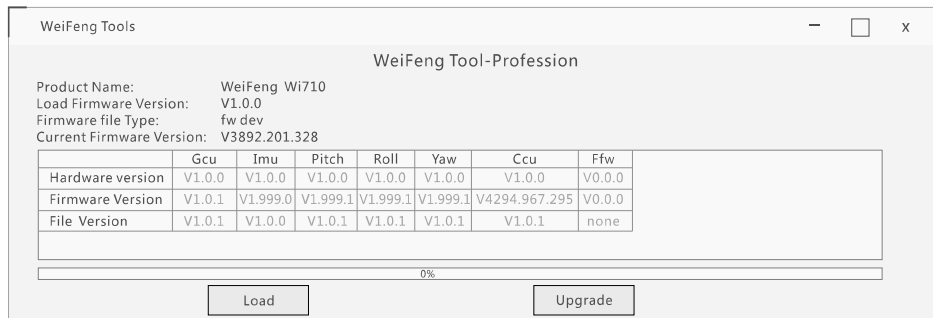 WeiFeng Tools
x
WeiFeng Tool-Profession
Product Name: WeiFeng Wi710
Load Firmware Version: V1.0.0
Firmware file Type: fw dev
Current Firmware Version: V3892.201.328
Gcu Imu Pitch Roll Yaw Ccu Ffw
Hardware version V1.0.0 V1.0.0 V1.0.0 V1.0.0 V1.0.0 V1.0.0 V0.0.0
Firmware Version V1.0.1 V1.999.0 V1.999.1 V1.999.1 V1.999.1 V4294.967.295 V0.0.0
File Version V1.0.1 V1.0.0 V1.0.1 V1.0.1 V1.0.1 V1.0.1 none
0%
Load Upgrade